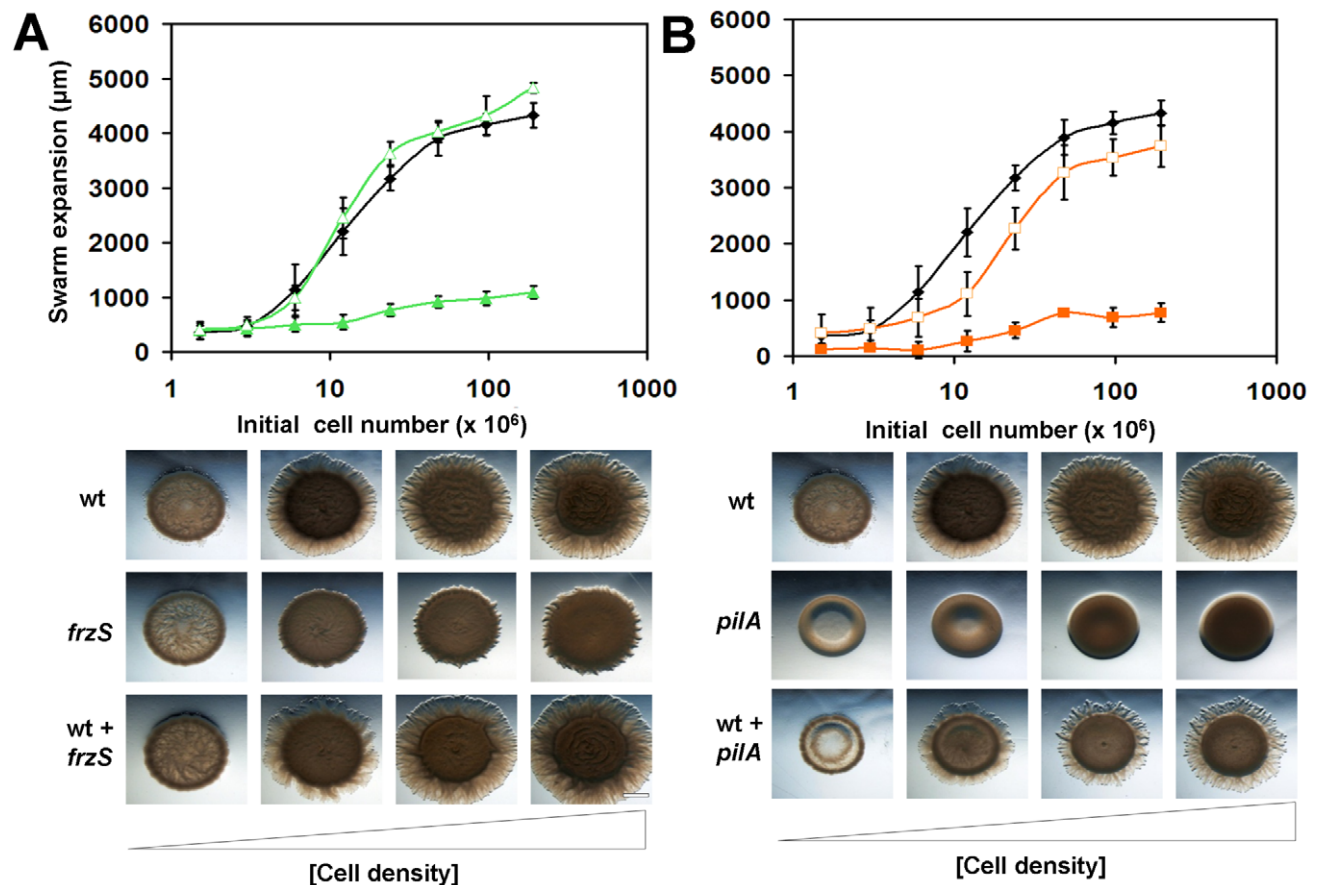 A
Swarm expansion (µm)
6000
5000
4000
3000
2000
1000
0
1 10 100 1000
Initial cell number (x 10⁶)
wt
frzS
wt +
frzS
[Cell density]
B
6000
5000
4000
3000
2000
1000
0
1 10 100 1000
Initial cell number (x 10⁶)
wt
pilA
wt +
pilA
[Cell density]